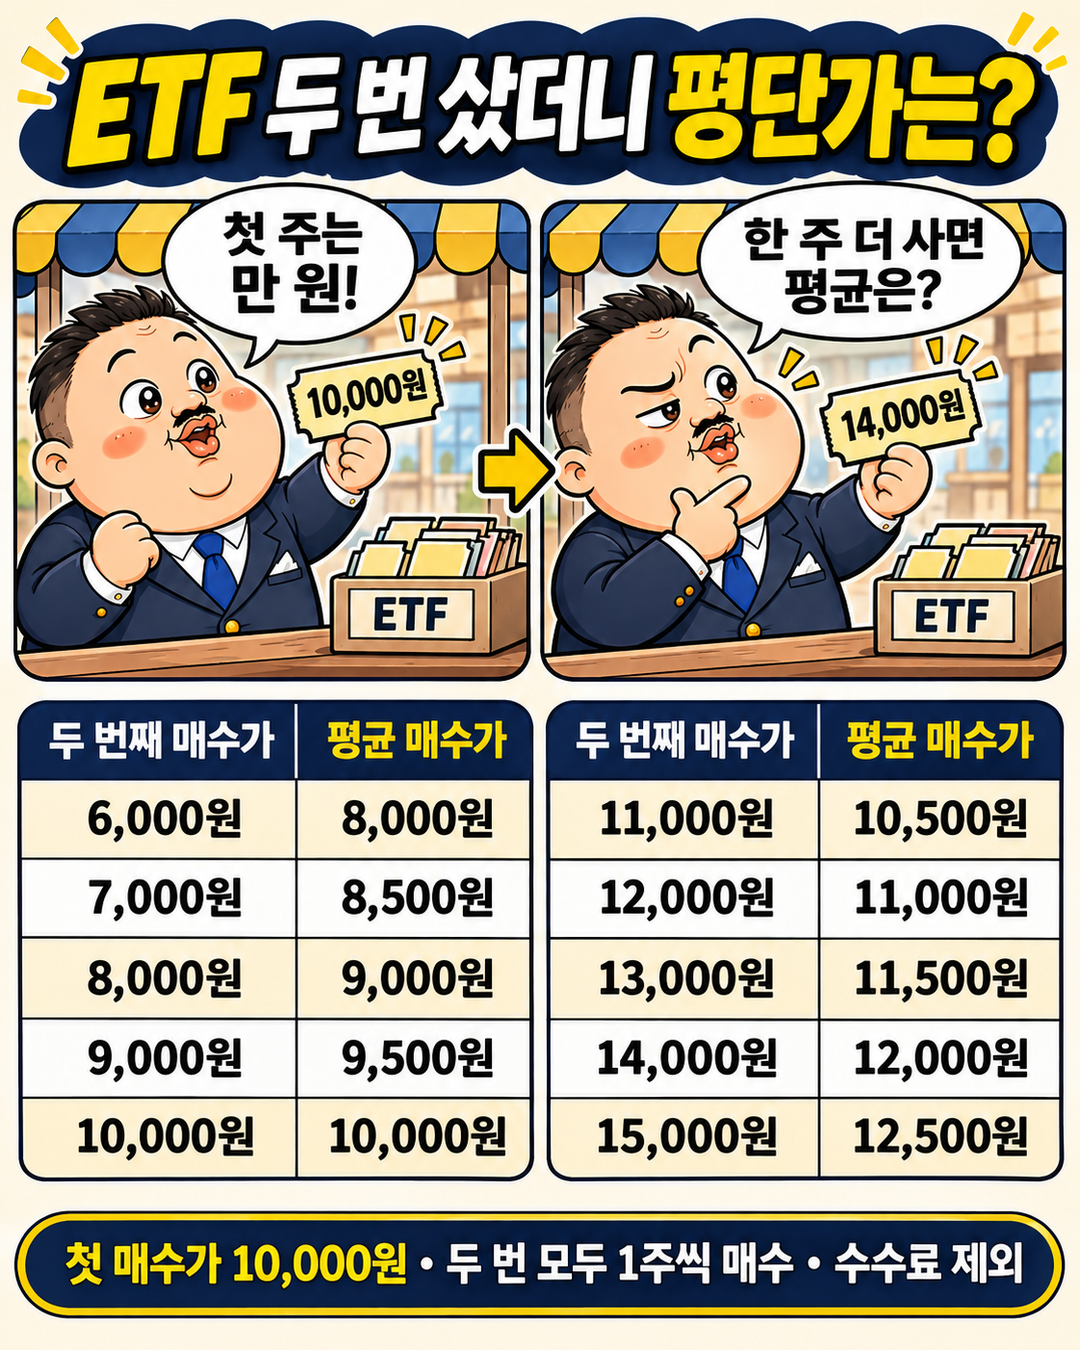 ETF 두 번 샀더니 평단가는?
첫 주는
만 원!
10,000원
ETF
한 주 더 사면
평균은?
14,000원
ETF
두 번째 매수가 평균 매수가
6,000원 8,000원
7,000원 8,500원
8,000원 9,000원
9,000원 9,500원
10,000원 10,000원
두 번째 매수가 평균 매수가
11,000원 10,500원
12,000원 11,000원
13,000원 11,500원
14,000원 12,000원
15,000원 12,500원
첫 매수가 10,000원 • 두 번 모두 1주씩 매수 • 수수료 제외